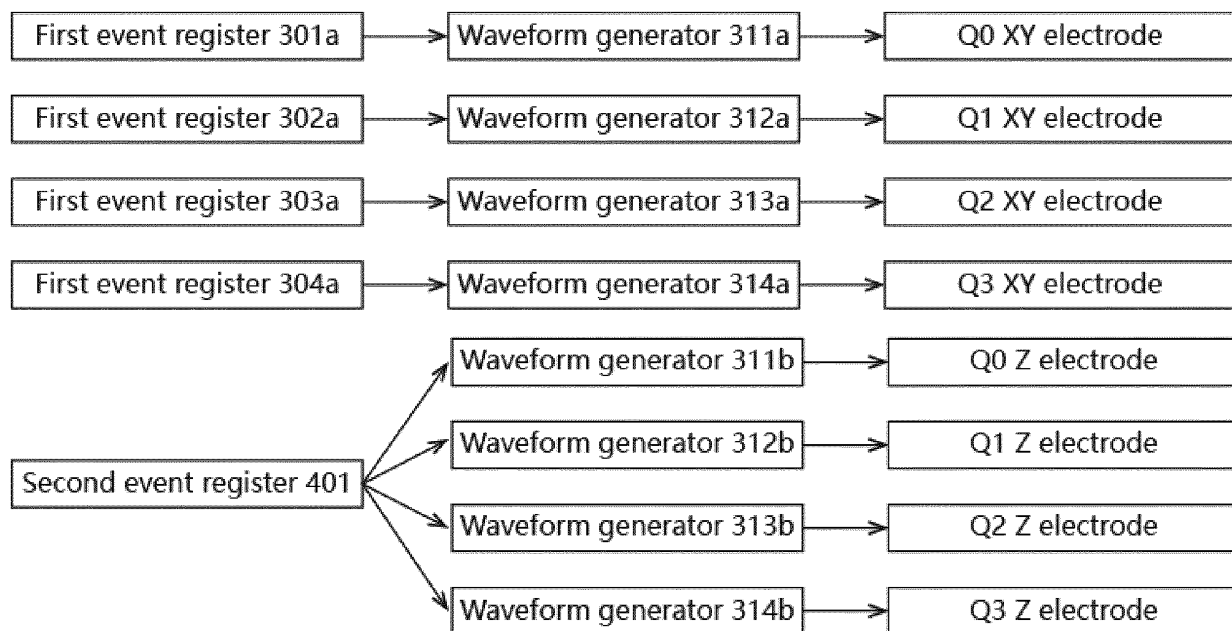 First event register 301a
Waveform generator 311a
Q0 XY electrode
First event register 302a
Waveform generator 312a
Q1 XY electrode
First event register 303a
Waveform generator 313a
Q2 XY electrode
First event register 304a
Waveform generator 314a
Q3 XY electrode
Second event register 401
Waveform generator 311b
Q0 Z electrode
Waveform generator 312b
Q1 Z electrode
Waveform generator 313b
Q2 Z electrode
Waveform generator 314b
Q3 Z electrode